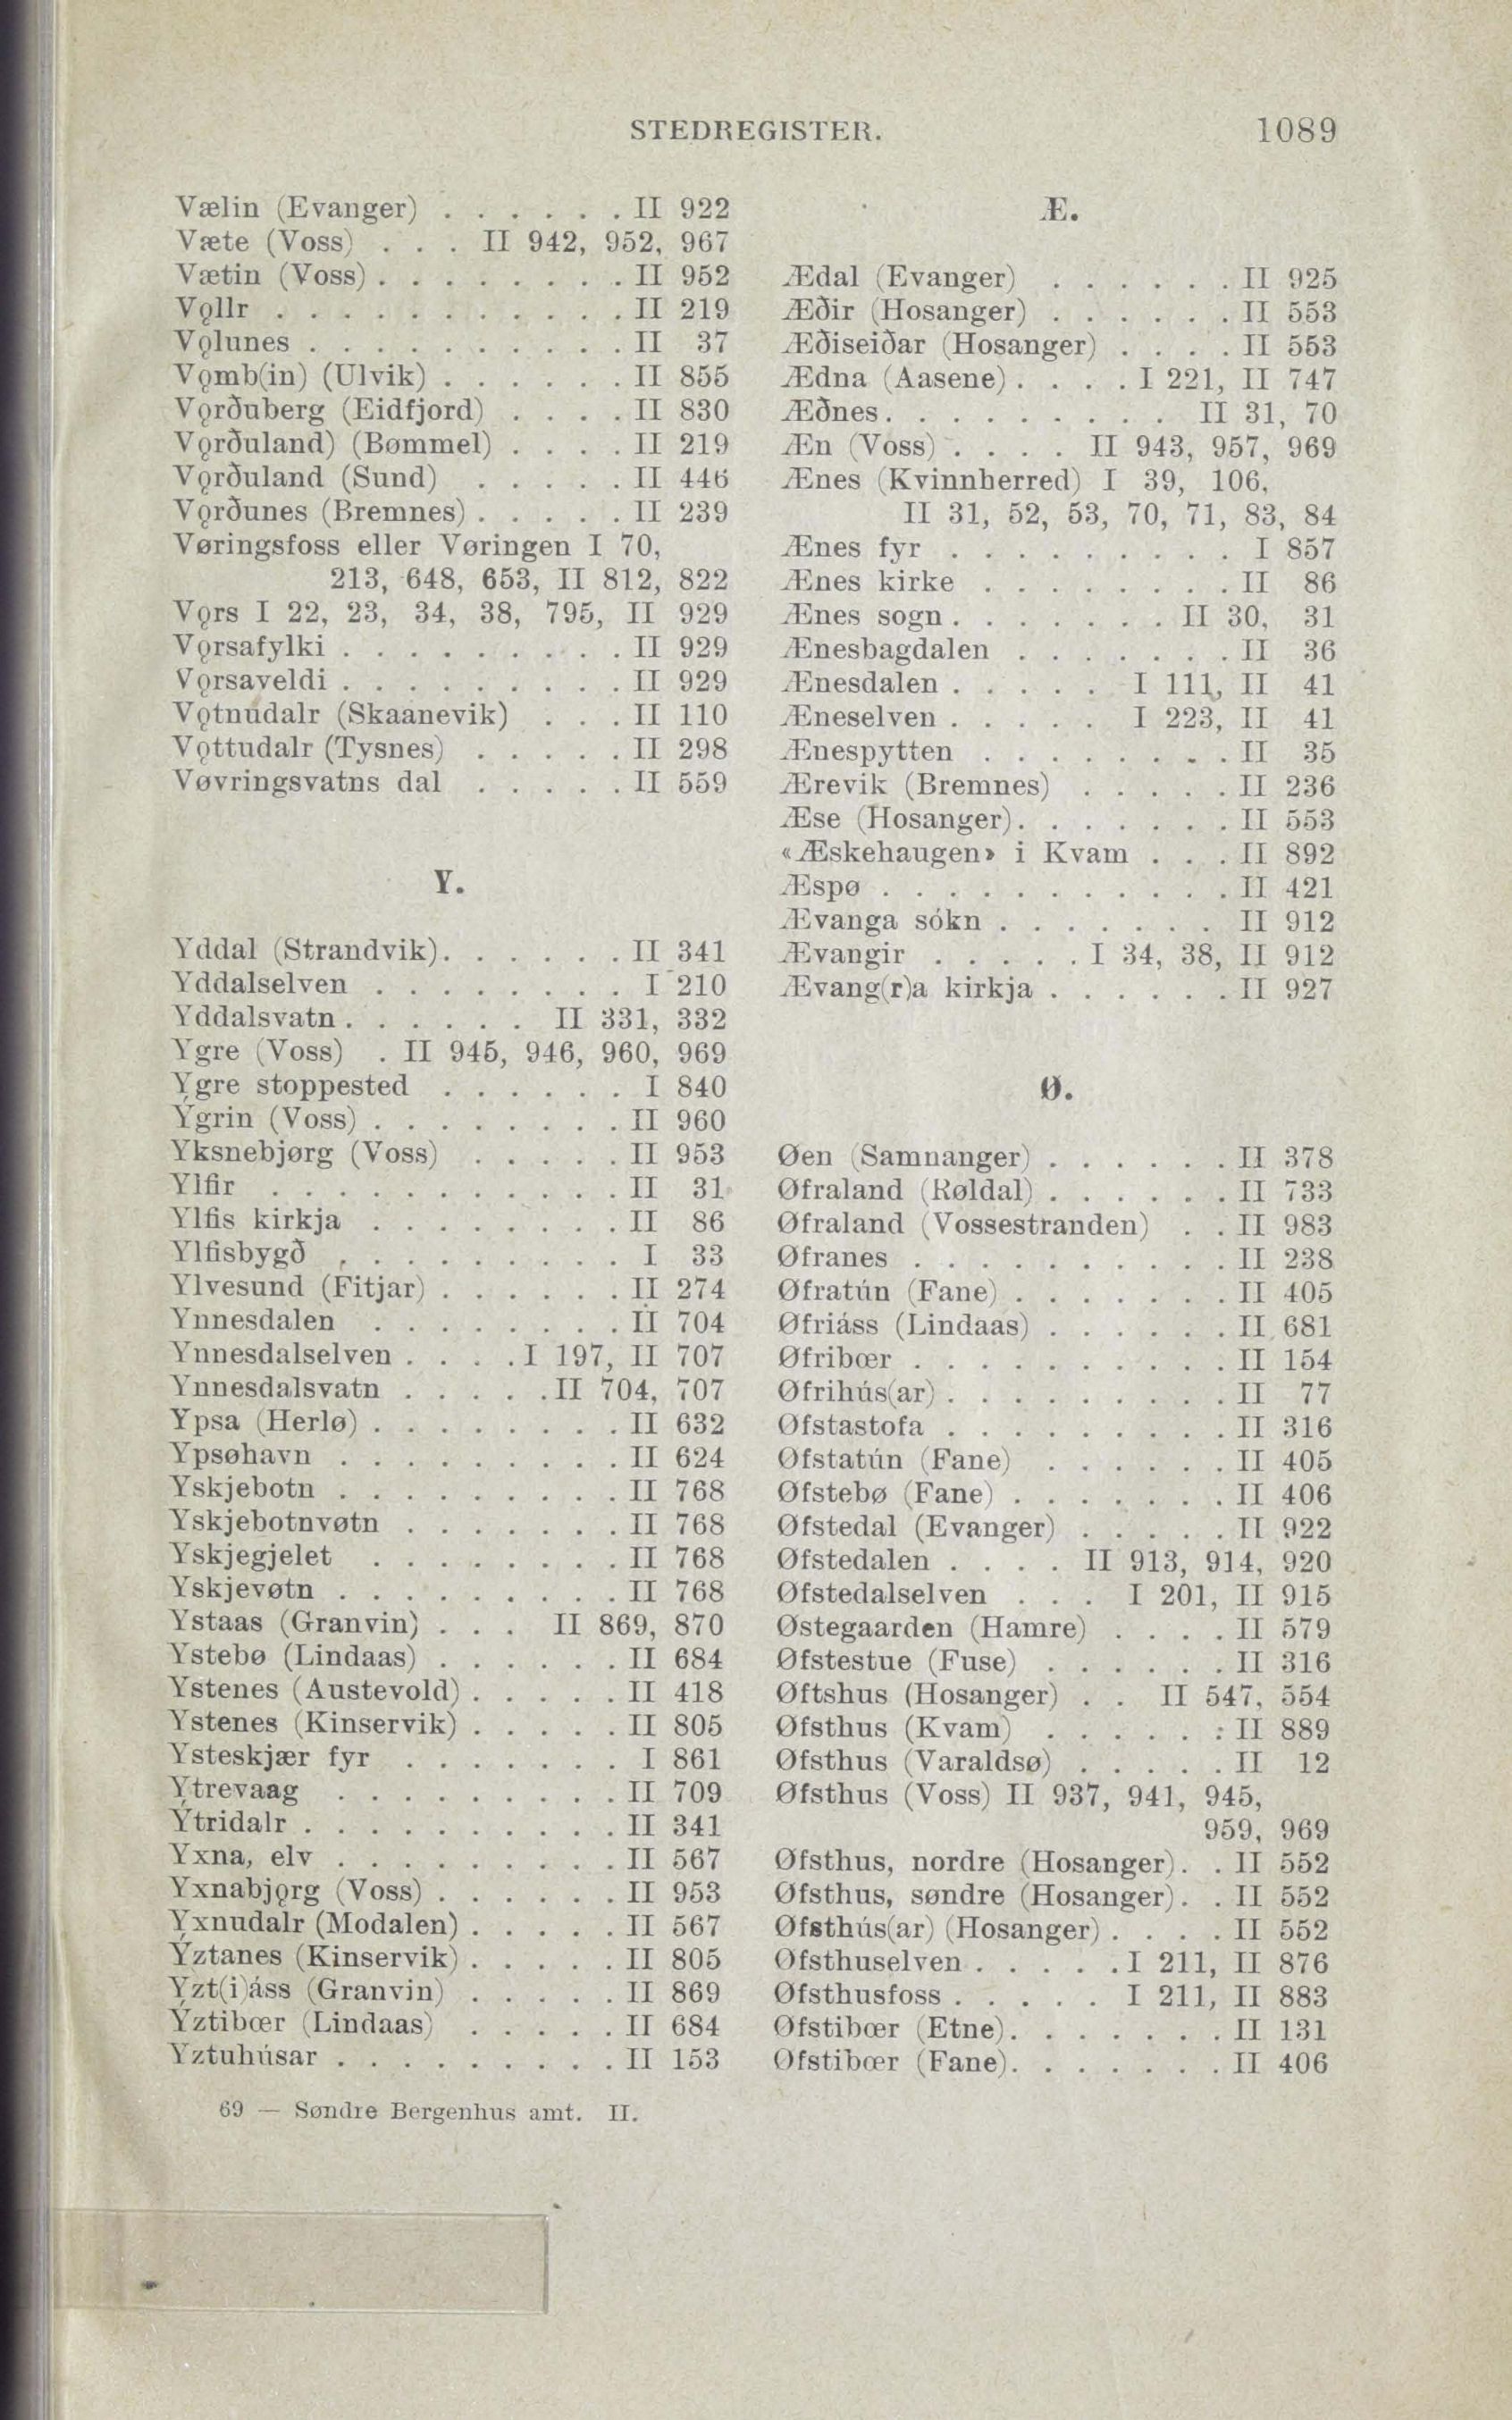 STEDREGISTER. 1089
Vælin (Evanger) . . . . . . II 922
Væte (Voss) . . . II 942, 952, 967
Vætin (Voss) . . . . . . . . II 952
Vǫllr . . . . . . . . . . . II 219
Vǫlunes . . . . . . . . . . II 37
Vǫmb(in) (Ulvik) . . . . . . II 855
Vǫrðuberg (Eidfjord) . . . . II 830
Vǫrðuland) (Bømmel) . . . . II 219
Vǫrðuland (Sund) . . . . . II 446
Vǫrðunes (Bremnes) . . . . . II 239
Vøringsfoss eller Vøringen I 70,
213, 648, 653, II 812, 822
Vǫrs I 22, 23, 34, 38, 795, II 929
Vǫrsafylki . . . . . . . . . II 929
Vǫrsaveldi . . . . . . . . . II 929
Vǫtnudalr (Skaanevik) . . . II 110
Vǫttudalr (Tysnes) . . . . . II 298
Vøvringsvatns dal . . . . . II 559
Y.
Yddal (Strandvik) . . . . . . II 341
Yddalselven . . . . . . . . I 210
Yddalsvatn . . . . . . II 331, 332
Ygre (Voss) . II 945, 946, 960, 969
Ygre stoppested . . . . . . I 840
Ýgrin (Voss) . . . . . . . . II 960
Yksnebjørg (Voss) . . . . . II 953
Ylfir . . . . . . . . . . . II 31
Ylfis kirkja . . . . . . . . II 86
Ylfisbygð . . . . . . . . . I 33
Ylvesund (Fitjar) . . . . . . II 274
Ynnesdalen . . . . . . . . II 704
Ynnesdalselven . . . . I 197, II 707
Ynnesdalsvatn . . . . . II 704, 707
Ypsa (Herlø) . . . . . . . . II 632
Ypsøhavn . . . . . . . . . II 624
Yskjebotn . . . . . . . . . II 768
Yskjebotnvøtn . . . . . . . II 768
Yskjegjelet . . . . . . . . II 768
Yskjevøtn . . . . . . . . . II 768
Ystaas (Granvin) . . . II 869, 870
Ystebø (Lindaas) . . . . . . II 684
Ystenes (Austevold) . . . . . II 418
Ystenes (Kinservik) . . . . . II 805
Ysteskjær fyr . . . . . . . I 861
Ytrevaag . . . . . . . . . II 709
Ýtridalr . . . . . . . . . . II 341
Yxna, elv . . . . . . . . . II 567
Yxnabjǫrg (Voss) . . . . . . II 953
Yxnudalr (Modalen) . . . . . II 567
Ýztanes (Kinservik) . . . . . II 805
Ýzt(i)áss (Granvin) . . . . . II 869
Ýztibœr (Lindaas) . . . . . II 684
Yztuhúsar . . . . . . . . . II 153
69 — Søndre Bergenhus amt. II.
Æ.
Ædal (Evanger) . . . . . . II 925
Æðir (Hosanger) . . . . . . II 553
Æðiseiðar (Hosanger) . . . . II 553
Ædna (Aasene) . . . . I 221, II 747
Æðnes . . . . . . . . . II 31, 70
Æn (Voss) . . . . II 943, 957, 969
Ænes (Kvinnherred) I 39, 106,
II 31, 52, 53, 70, 71, 83, 84
Ænes fyr . . . . . . . . . I 857
Ænes kirke . . . . . . . . II 86
Ænes sogn . . . . . . . II 30, 31
Ænesbagdalen . . . . . . . II 36
Ænesdalen . . . . . I 111, II 41
Æneselven . . . . . I 223, II 41
Ænespytten . . . . . . . . II 35
Ærevik (Bremnes) . . . . . II 236
Æse (Hosanger) . . . . . . . II 553
«Æskehaugen» i Kvam . . . II 892
Æspø . . . . . . . . . . . II 421
Ævanga sókn . . . . . . . II 912
Ævangir . . . . . I 34, 38, II 912
Ævang(r)a kirkja . . . . . . II 927
Ø.
Øen (Samnanger) . . . . . . II 378
Øfraland (Røldal) . . . . . . II 733
Øfraland (Vossestranden) . . II 983
Øfranes . . . . . . . . . . II 238
Øfratún (Fane) . . . . . . . II 405
Øfriáss (Lindaas) . . . . . . II 681
Øfribœr . . . . . . . . . . II 154
Øfrihús(ar) . . . . . . . . . II 77
Øfstastofa . . . . . . . . . II 316
Øfstatún (Fane) . . . . . . II 405
Øfstebø (Fane) . . . . . . . II 406
Øfstedal (Evanger) . . . . . II 922
Øfstedalen . . . . II 913, 914, 920
Øfstedalselven . . . I 201, II 915
Østegaarden (Hamre) . . . . II 579
Øfstestue (Fuse) . . . . . . II 316
Øftshus (Hosanger) . . II 547, 554
Øfsthus (Kvam) . . . . . : II 889
Øfsthus (Varaldsø) . . . . . II 12
Øfsthus (Voss) II 937, 941, 945,
959, 969
Øfsthus, nordre (Hosanger) . . II 552
Øfsthus, søndre (Hosanger) . . II 552
Øfsthús(ar) (Hosanger) . . . . II 552
Øfsthuselven . . . . . I 211, II 876
Øfsthusfoss . . . . . I 211, II 883
Øfstibœr (Etne) . . . . . . . II 131
Øfstibœr (Fane) . . . . . . . II 406